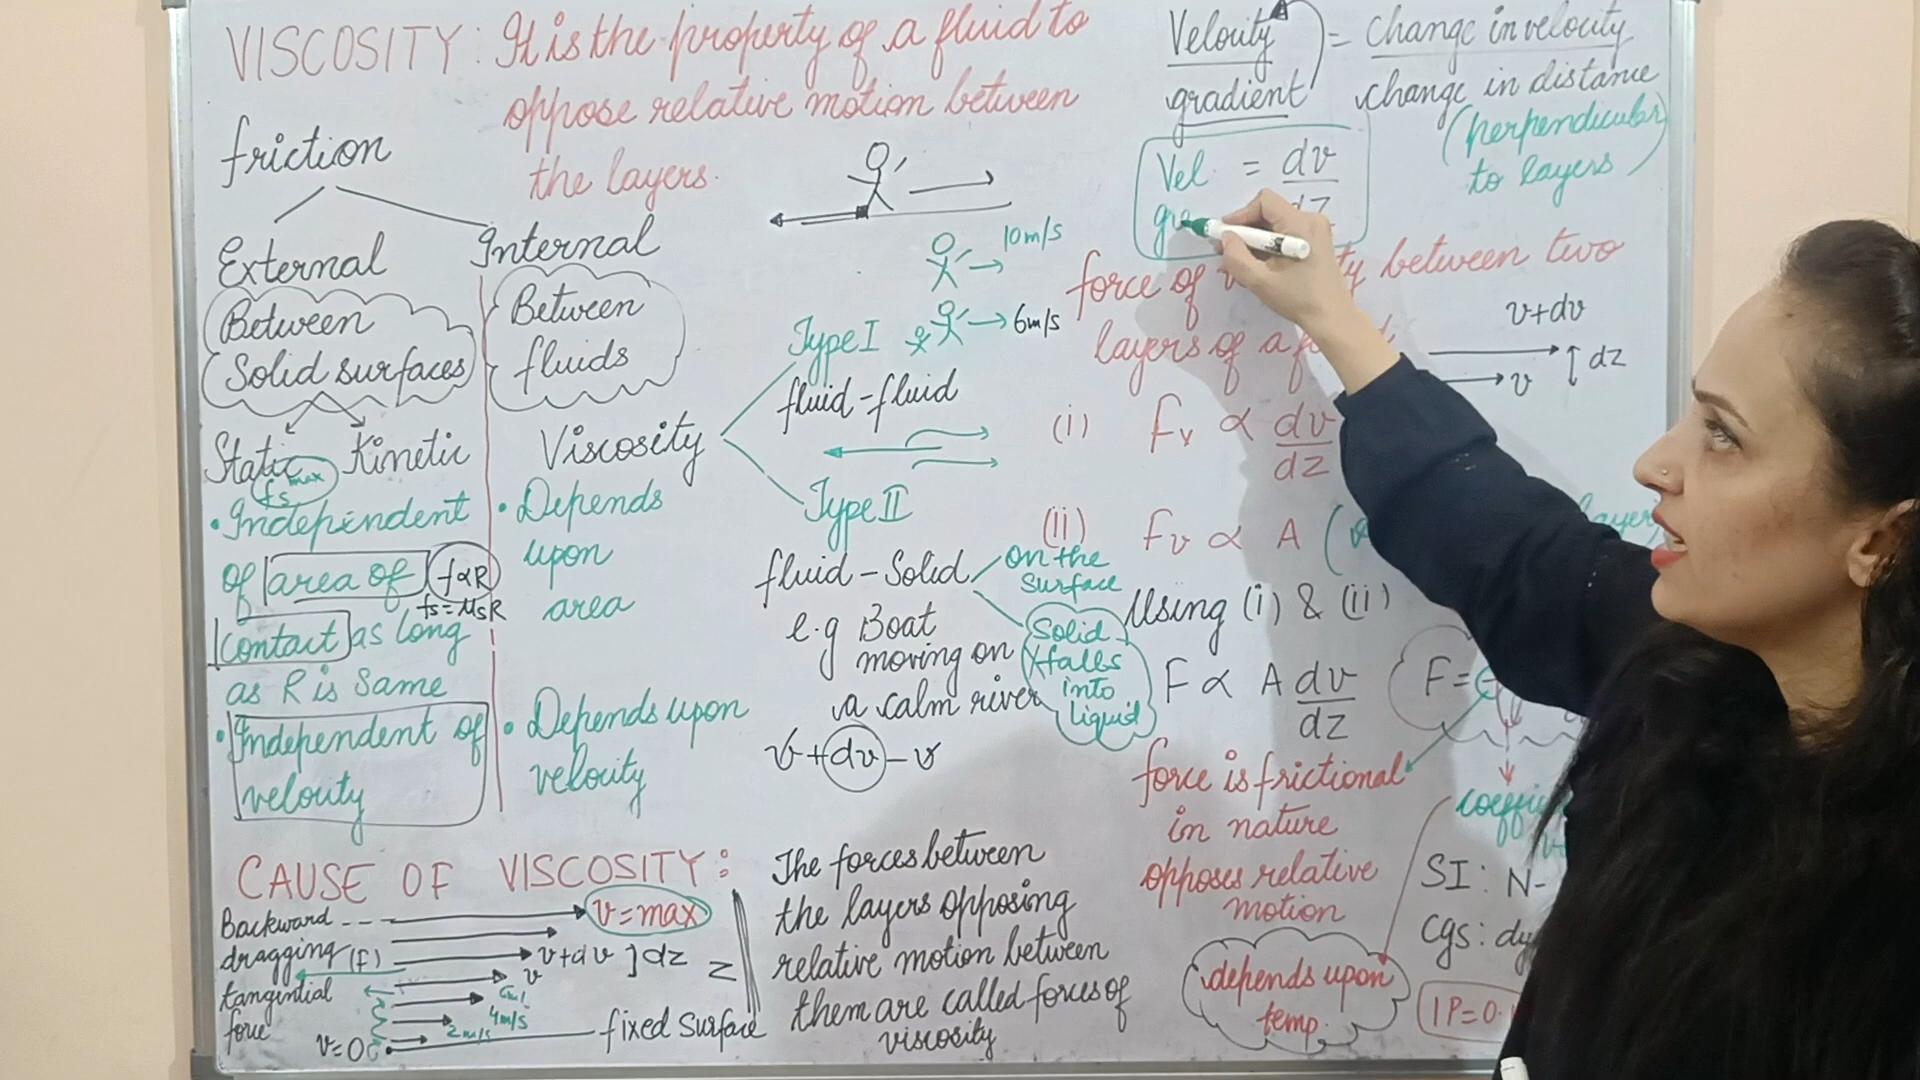 VISCOSITY: It is the property of a fluid to
oppose relative motion between
the layers.
friction
External
Internal
Between
Solid surfaces
Between
fluids
Static
Kinetic
fs max
Viscosity
• Independent
of area of
contact as long
as R is same
f∝R
fs=μsR
• Independent of
velouity
• Depends
upon
area
• Depends upon
velouity
10m/s
6m/s
Type I
fluid-fluid
Type II
fluid-Solid
on the
surface
Solid
falls
into
liquid
e.g Boat
moving on
a calm river
v+dv-v
CAUSE OF VISCOSITY:
Backward
dragging (F)
tangential
force
v=max
v+dv ] dz
v
z
4m/s
2m/s
v=0
fixed surface
The forces between
the layers opposing
relative motion between
them are called forces of
viscosity
Velouity
gradient
= change in velouity
change in distance
(perpendicular
to layers)
Vel = dv
dz
force of
between two
layers of a
v+dv
v
dz
(i) Fv ∝ dv
dz
(ii) Fv ∝ A
layer
Using (i) & (ii)
F ∝ A dv
dz
F=
force is frictional
in nature
opposes relative
motion
depends upon
temp.
SI: N-
Cgs:
1P=0.